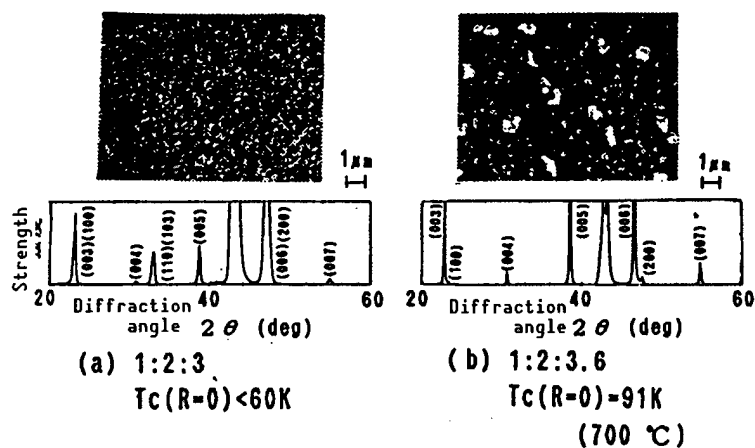 1μm
1μm
Strength
(003)(100)
(004)
(110)(103)
(005)
(006)(200)
(007)
20
40
60
Diffraction
angle 2θ (deg)
(003)
(100)
(004)
(005)
(006)
(200)
(007)
20
40
60
Diffraction
angle 2θ (deg)
(a) 1:2:3
Tc(R=0)<60K
(b) 1:2:3.6
Tc(R=0)=91K
(700 ℃)